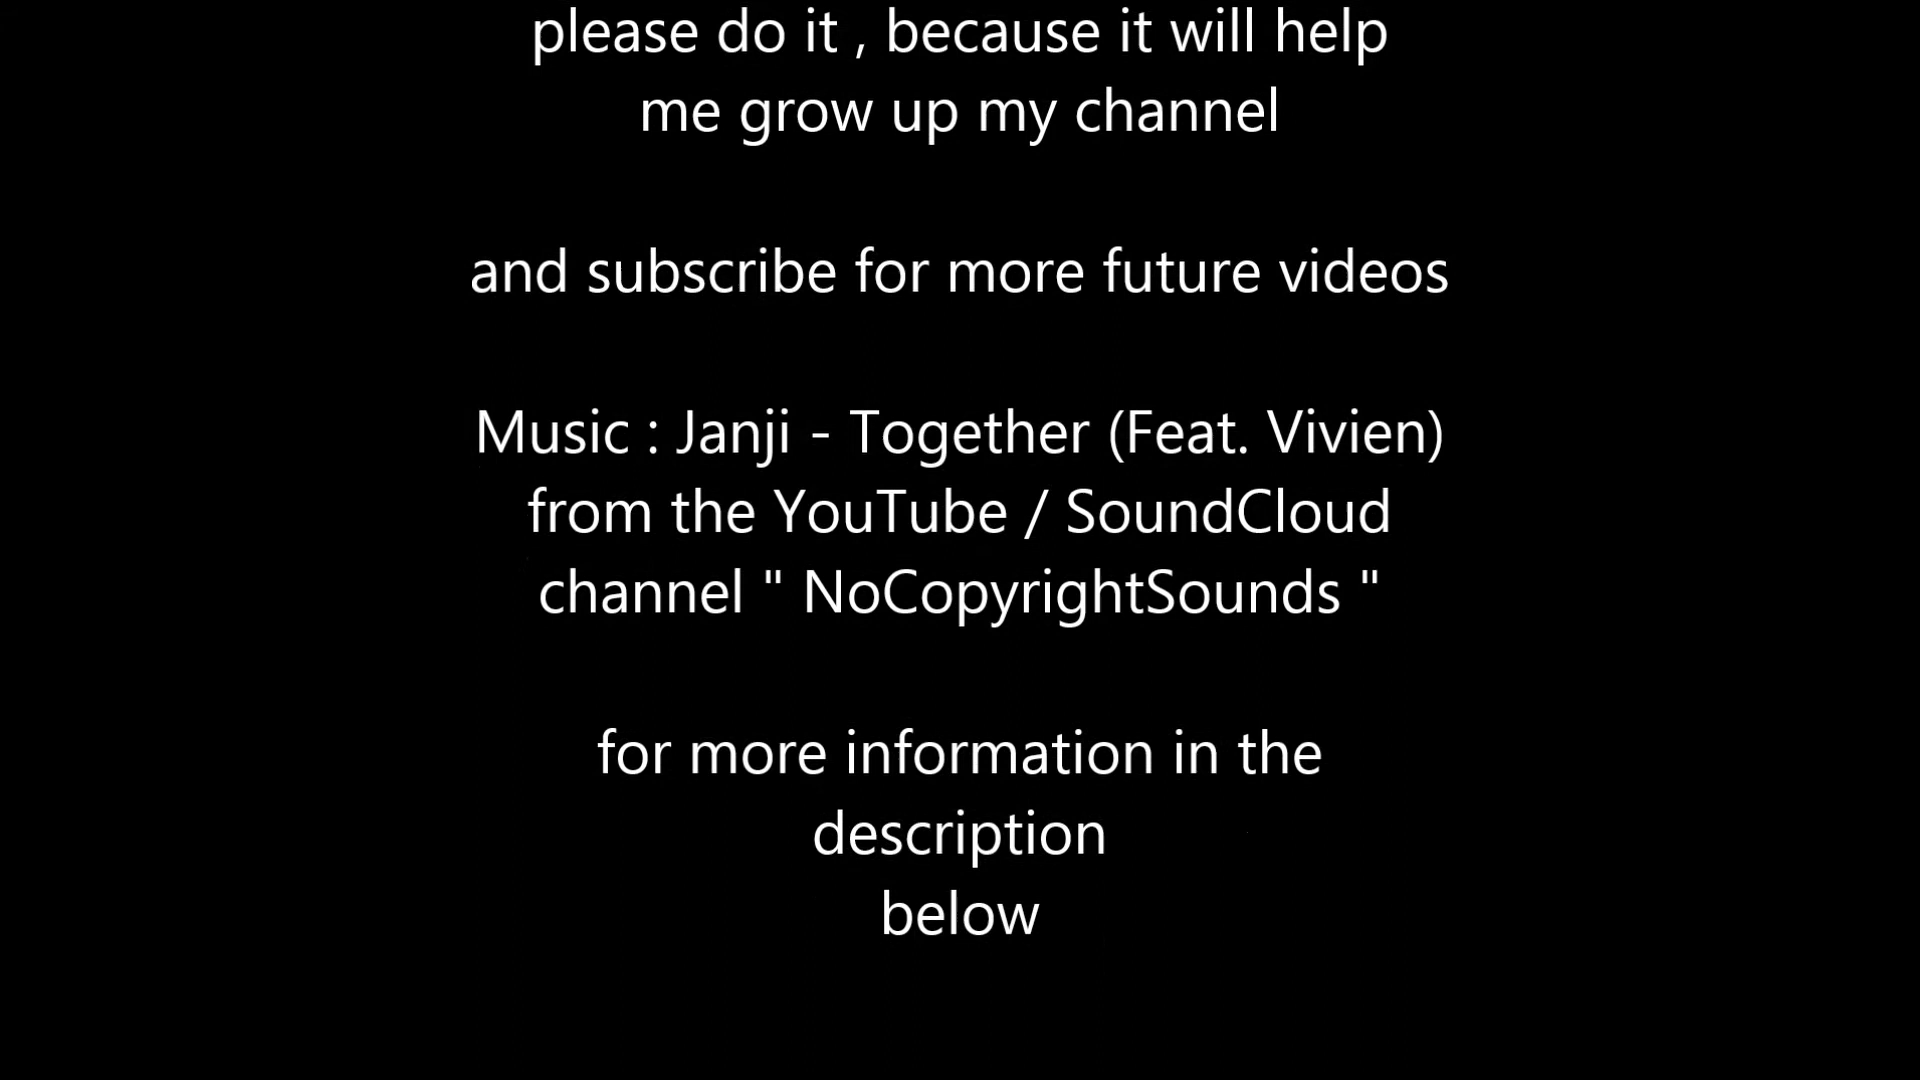 please do it , because it will help
me grow up my channel
and subscribe for more future videos
Music : Janji - Together (Feat. Vivien)
from the YouTube / SoundCloud
channel " NoCopyrightSounds "
for more information in the
description
below